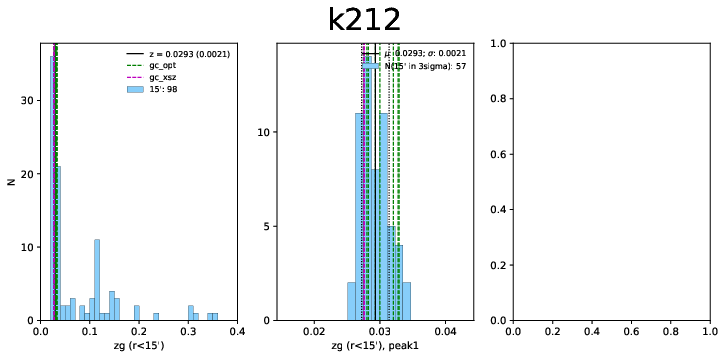 k212
z = 0.0293 (0.0021)
gc_opt
gc_xsz
15': 98
N
30
20
10
0
0.0 0.1 0.2 0.3 0.4
zg (r<15')
μ: 0.0293; σ: 0.0021
N(15' in 3sigma): 57
10
5
0
0.02 0.03 0.04
zg (r<15'), peak1
1.0
0.8
0.6
0.4
0.2
0.0
0.0 0.2 0.4 0.6 0.8 1.0